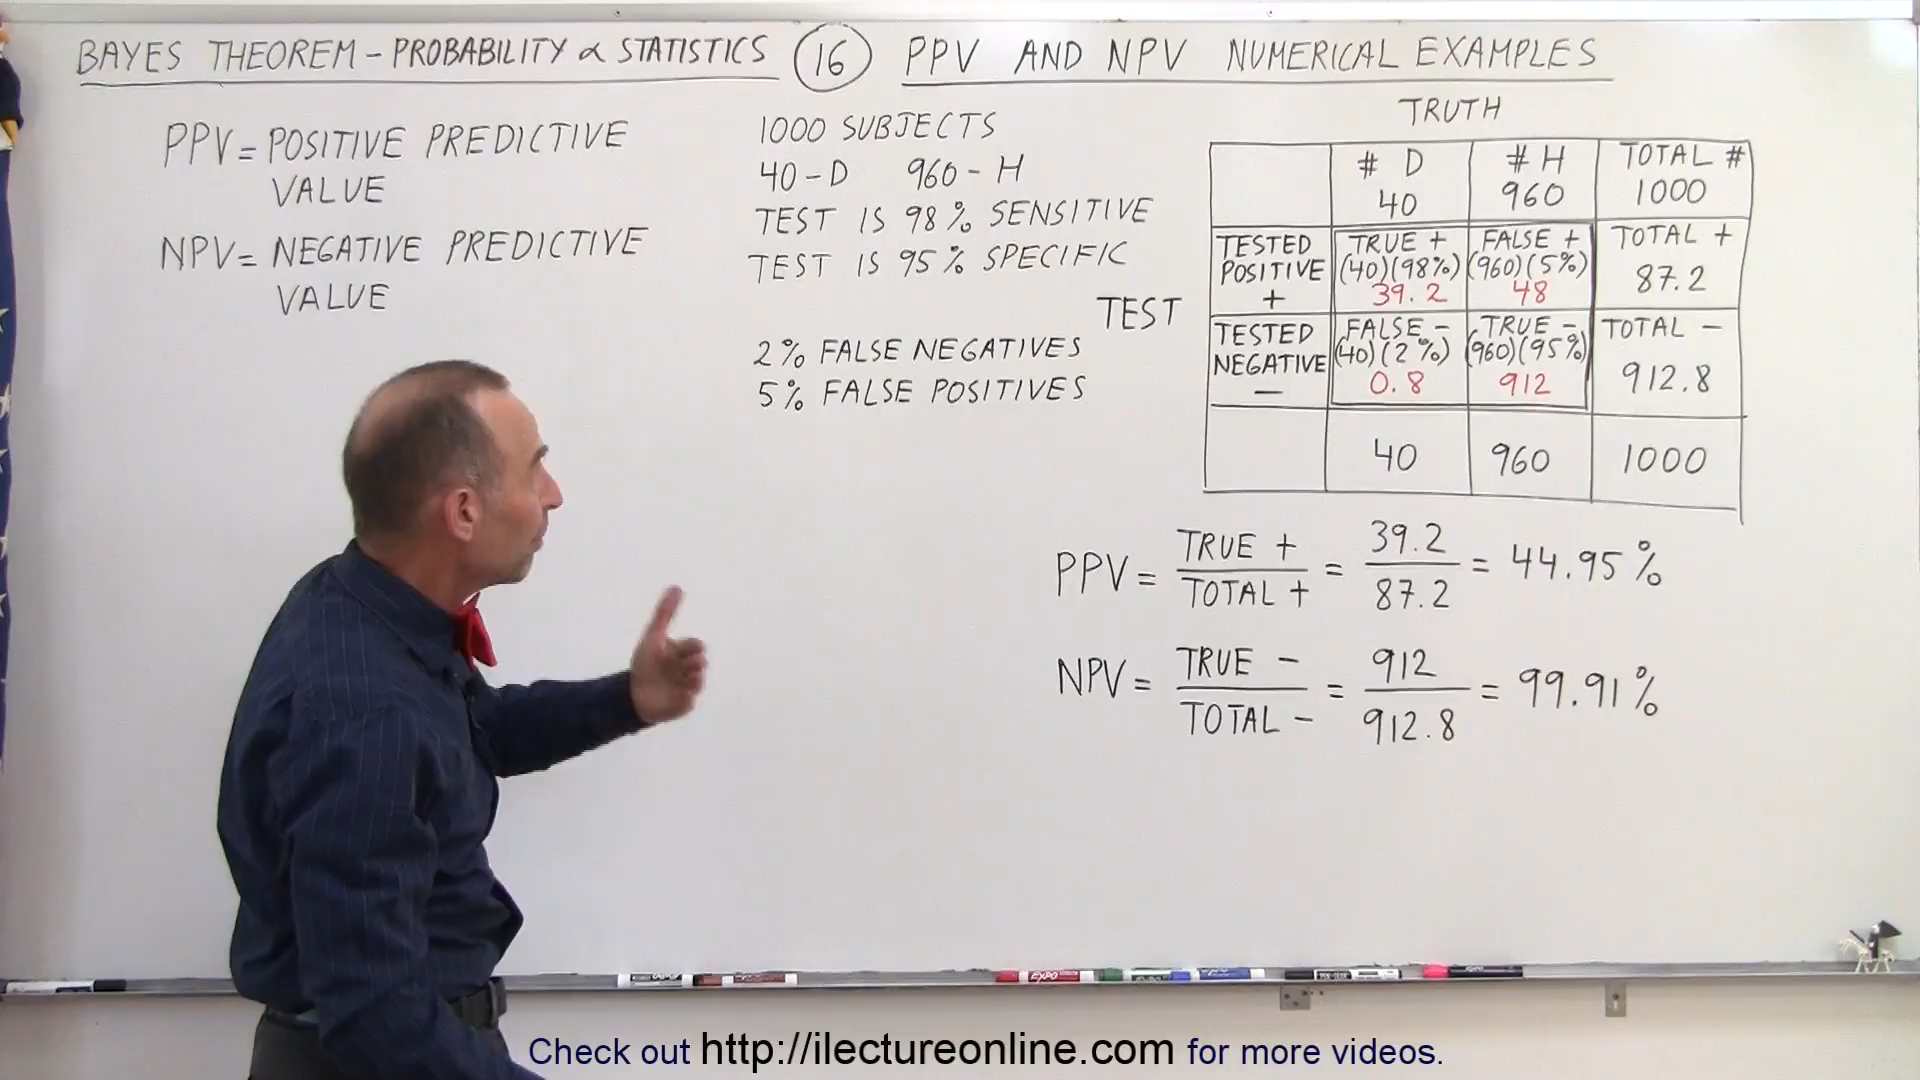 BAYES THEOREM - PROBABILITY & STATISTICS 16 PPV AND NPV NUMERICAL EXAMPLES
PPV = POSITIVE PREDICTIVE
VALUE
NPV = NEGATIVE PREDICTIVE
VALUE
1000 SUBJECTS
40 - D 960 - H
TEST IS 98% SENSITIVE
TEST IS 95% SPECIFIC
2% FALSE NEGATIVES
5% FALSE POSITIVES
TRUTH
TEST
# D # H TOTAL #
40 960 1000
TESTED TRUE + FALSE + TOTAL +
POSITIVE (40)(98%) (960)(5%) 87.2
+ 39.2 48
TESTED FALSE - TRUE - TOTAL -
NEGATIVE (40)(2%) (960)(95%) 912.8
- 0.8 912
40 960 1000
PPV = TRUE + / TOTAL + = 39.2 / 87.2 = 44.95%
NPV = TRUE - / TOTAL - = 912 / 912.8 = 99.91%
EXPO
Check out http://ilectureonline.com for more videos.